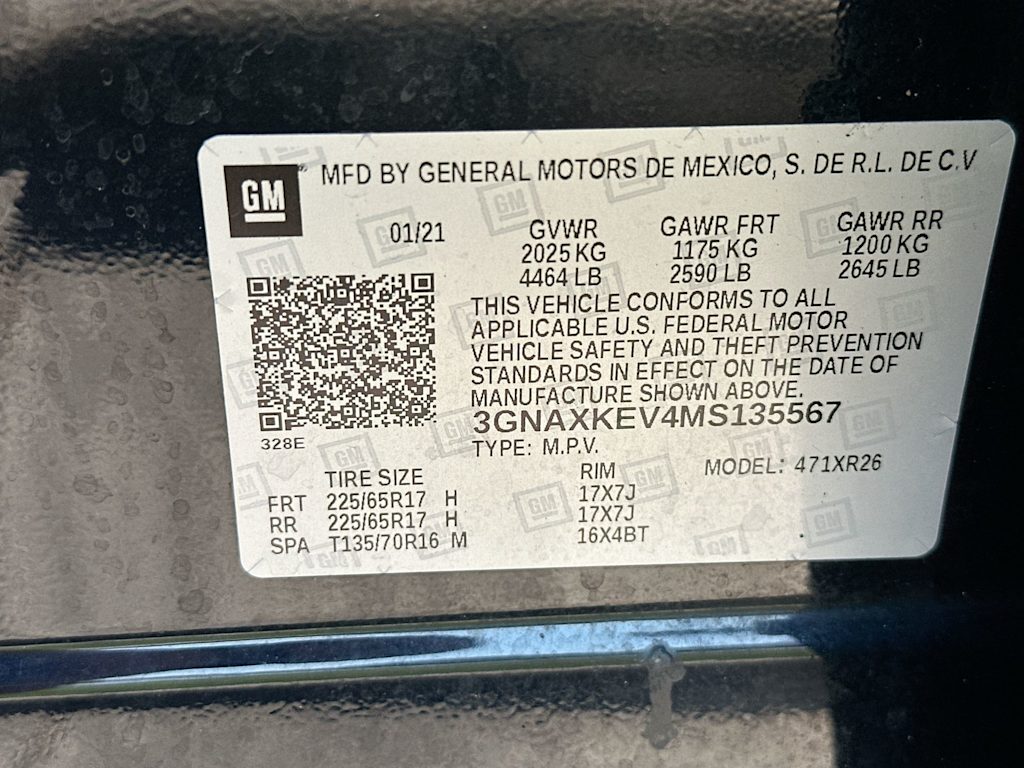 GM
MFD BY GENERAL MOTORS DE MEXICO, S. DE R.L. DE C.V
01/21 GVWR GAWR FRT GAWR RR
2025 KG 1175 KG 1200 KG
4464 LB 2590 LB 2645 LB
THIS VEHICLE CONFORMS TO ALL
APPLICABLE U.S. FEDERAL MOTOR
VEHICLE SAFETY AND THEFT PREVENTION
STANDARDS IN EFFECT ON THE DATE OF
MANUFACTURE SHOWN ABOVE.
3GNAXKEV4MS135567
328E
TYPE: M.P.V.
MODEL: 471XR26
TIRE SIZE RIM
FRT 225/65R17 H 17X7J
RR 225/65R17 H 17X7J
SPA T135/70R16 M 16X4BT